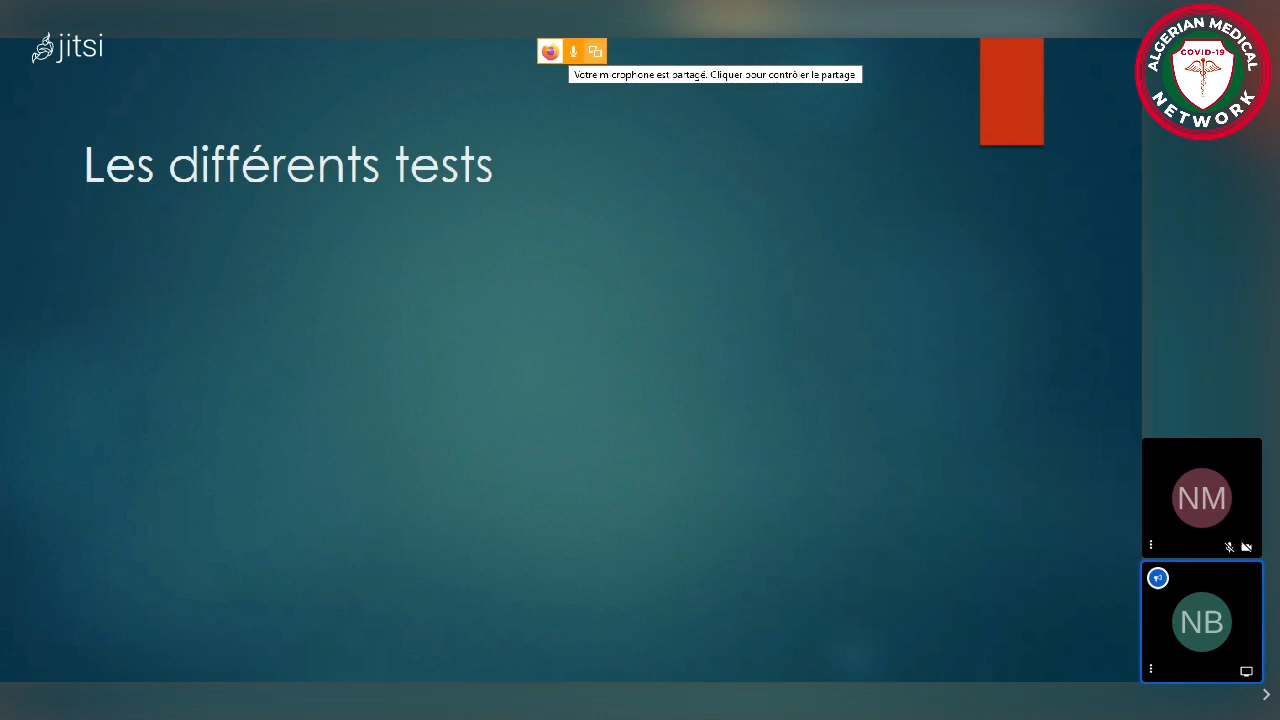 jitsi
Votre microphone est partagé. Cliquer pour contrôler le partage
ALGERIAN MEDICAL
COVID-19
NETWORK
Les différents tests
NM
NB